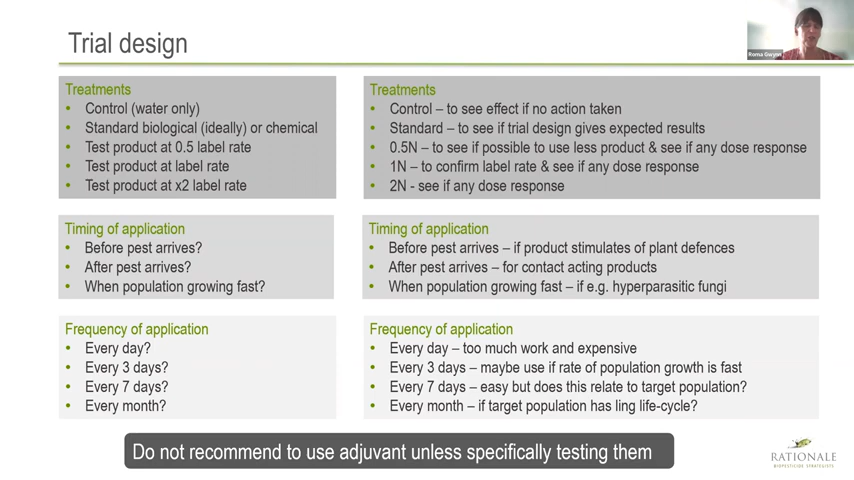 Trial design
Roma Gwynn
Treatments
• Control (water only)
• Standard biological (ideally) or chemical
• Test product at 0.5 label rate
• Test product at label rate
• Test product at x2 label rate
Treatments
• Control – to see effect if no action taken
• Standard – to see if trial design gives expected results
• 0.5N – to see if possible to use less product & see if any dose response
• 1N – to confirm label rate & see if any dose response
• 2N - see if any dose response
Timing of application
• Before pest arrives?
• After pest arrives?
• When population growing fast?
Timing of application
• Before pest arrives – if product stimulates of plant defences
• After pest arrives – for contact acting products
• When population growing fast – if e.g. hyperparasitic fungi
Frequency of application
• Every day?
• Every 3 days?
• Every 7 days?
• Every month?
Frequency of application
• Every day – too much work and expensive
• Every 3 days – maybe use if rate of population growth is fast
• Every 7 days – easy but does this relate to target population?
• Every month – if target population has ling life-cycle?
Do not recommend to use adjuvant unless specifically testing them
RATIONALE
BIOPESTICIDE STRATEGISTS